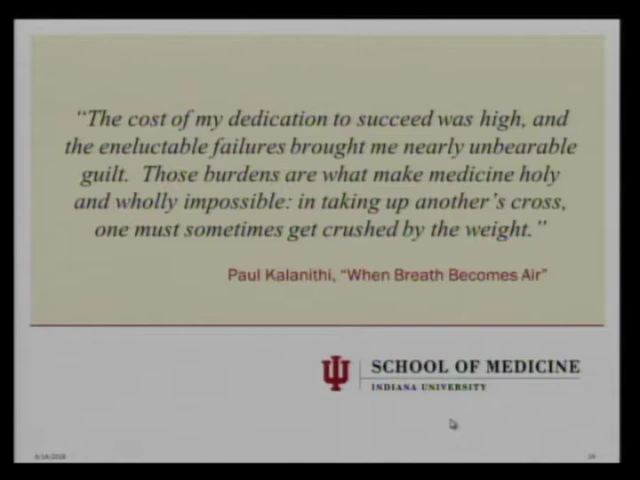 “The cost of my dedication to succeed was high, and
the eneluctable failures brought me nearly unbearable
guilt. Those burdens are what make medicine holy
and wholly impossible: in taking up another’s cross,
one must sometimes get crushed by the weight.”
Paul Kalanithi, “When Breath Becomes Air”
SCHOOL OF MEDICINE
INDIANA UNIVERSITY